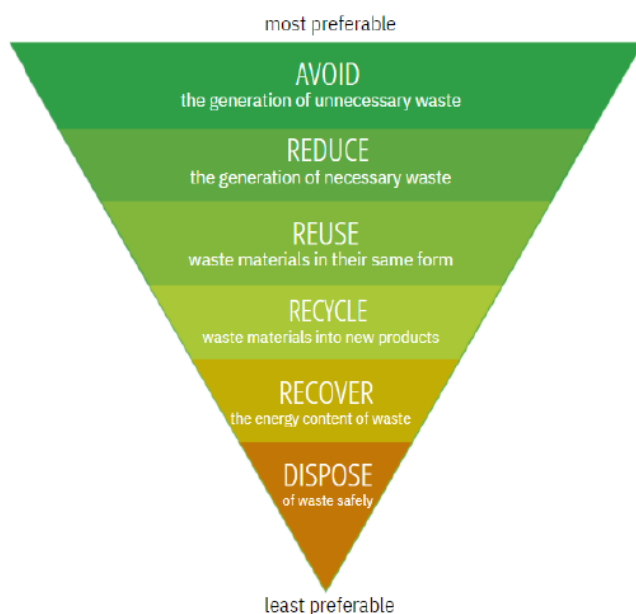 most preferable
AVOID
the generation of unnecessary waste
REDUCE
the generation of necessary waste
REUSE
waste materials in their same form
RECYCLE
waste materials into new products
RECOVER
the energy content of waste
DISPOSE
of waste safely
least preferable